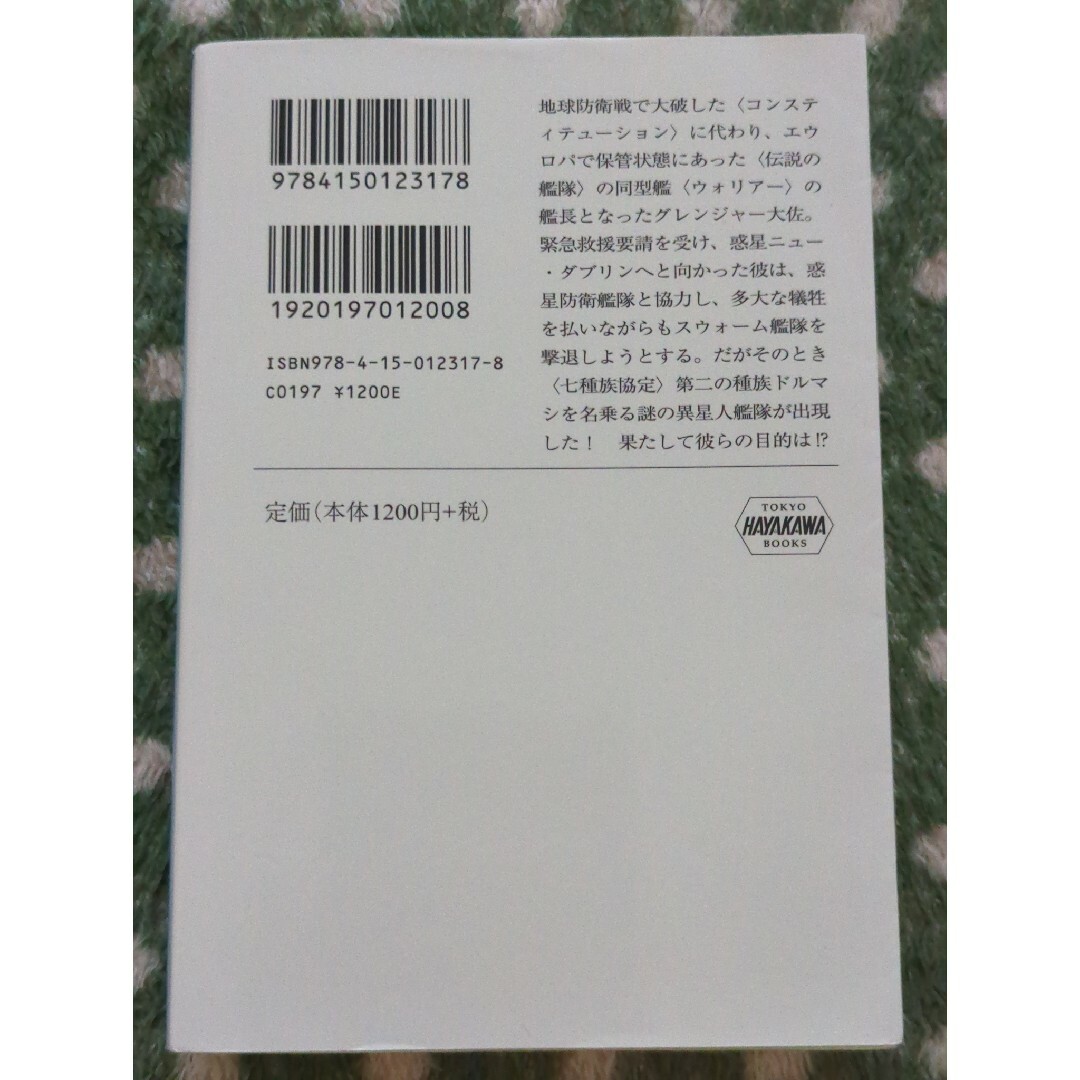 9784150123178
1920197012008
ISBN978-4-15-012317-8
C0197 ¥1200E
地球防衛戦で大破した〈コンステ
ィテューション〉に代わり、エウ
ロパで保管状態にあった〈伝説の
艦隊〉の同型艦〈ウォリアー〉の
艦長となったグレンジャー大佐。
緊急救援要請を受け、惑星ニュー
・ダブリンへと向かった彼は、惑
星防衛艦隊と協力し、多大な犠牲
を払いながらもスウォーム艦隊を
撃退しようとする。だがそのとき
〈七種族協定〉第二の種族ドルマ
シを名乗る謎の異星人艦隊が出現
した！　果たして彼らの目的は!?
定価（本体1200円+税）
TOKYO
HAYAKAWA
BOOKS